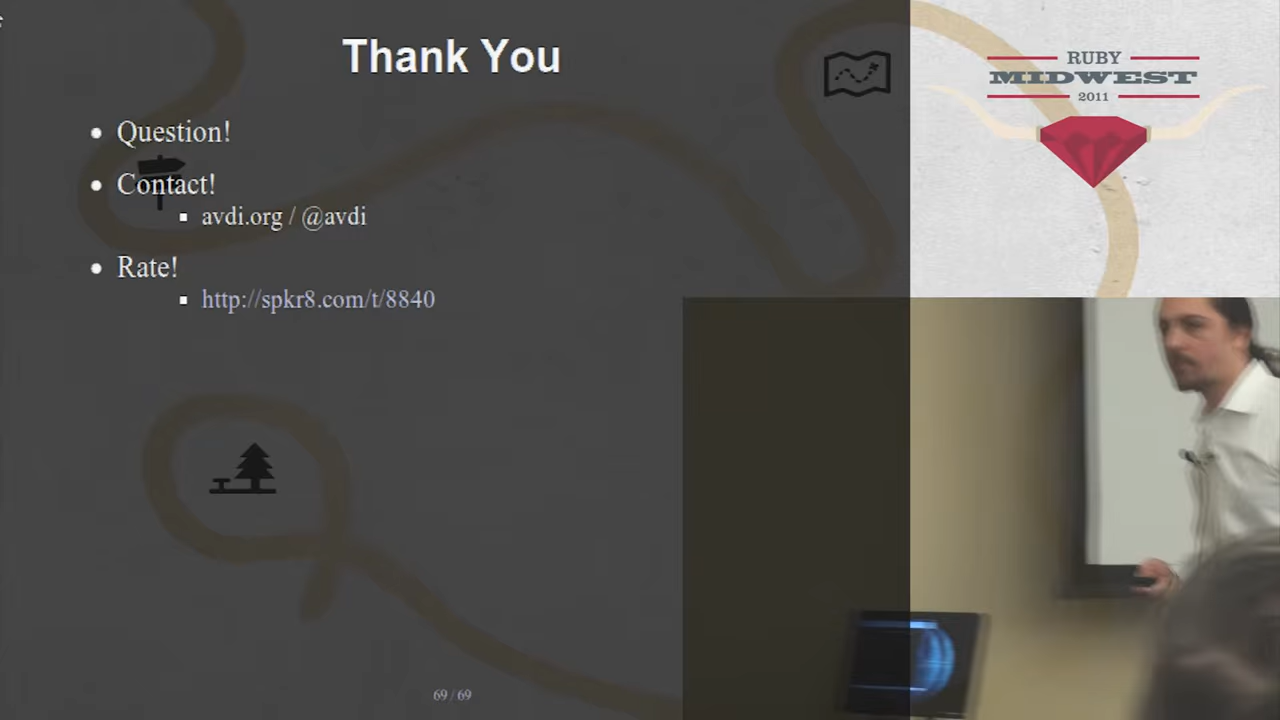 Thank You
Question!
Contact!
avdi.org / @avdi
Rate!
http://spkr8.com/t/8840
69 / 69
RUBY
MIDWEST
2011